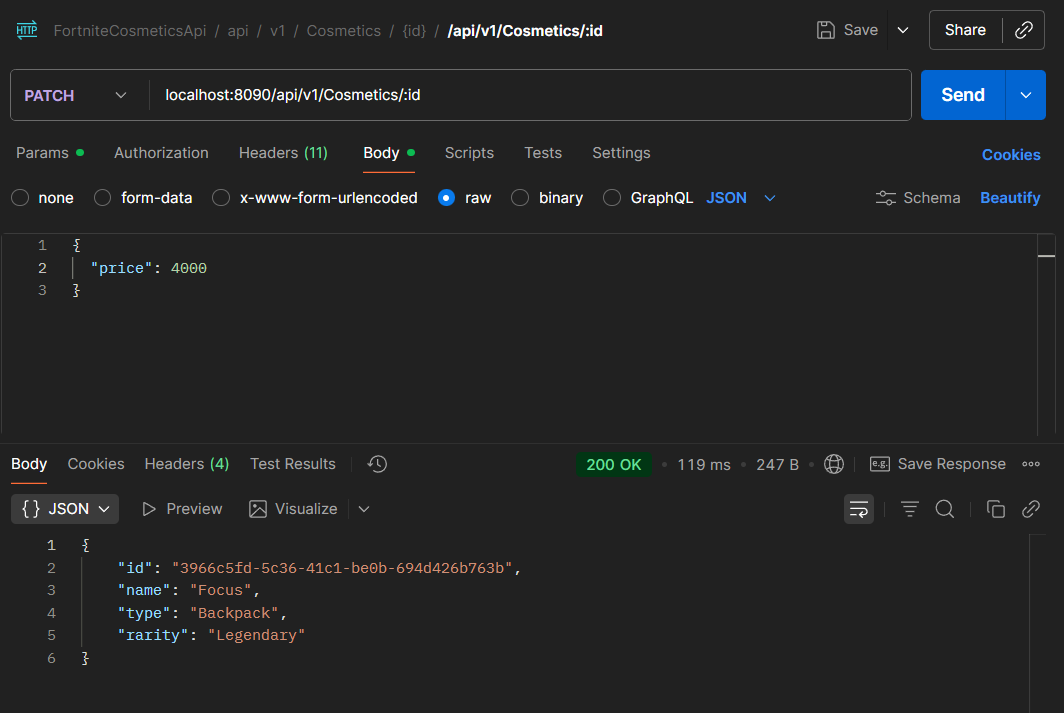 HTTP FortniteCosmeticsApi / api / v1 / Cosmetics / {id} / /api/v1/Cosmetics/:id Save Share
PATCH localhost:8090/api/v1/Cosmetics/:id Send
Params Authorization Headers (11) Body Scripts Tests Settings Cookies
none form-data x-www-form-urlencoded raw binary GraphQL JSON Schema Beautify
1 {
2 "price": 4000
3 }
Body Cookies Headers (4) Test Results 200 OK • 119 ms • 247 B • e.g. Save Response
{} JSON Preview Visualize
1 {
2 "id": "3966c5fd-5c36-41c1-be0b-694d426b763b",
3 "name": "Focus",
4 "type": "Backpack",
5 "rarity": "Legendary"
6 }